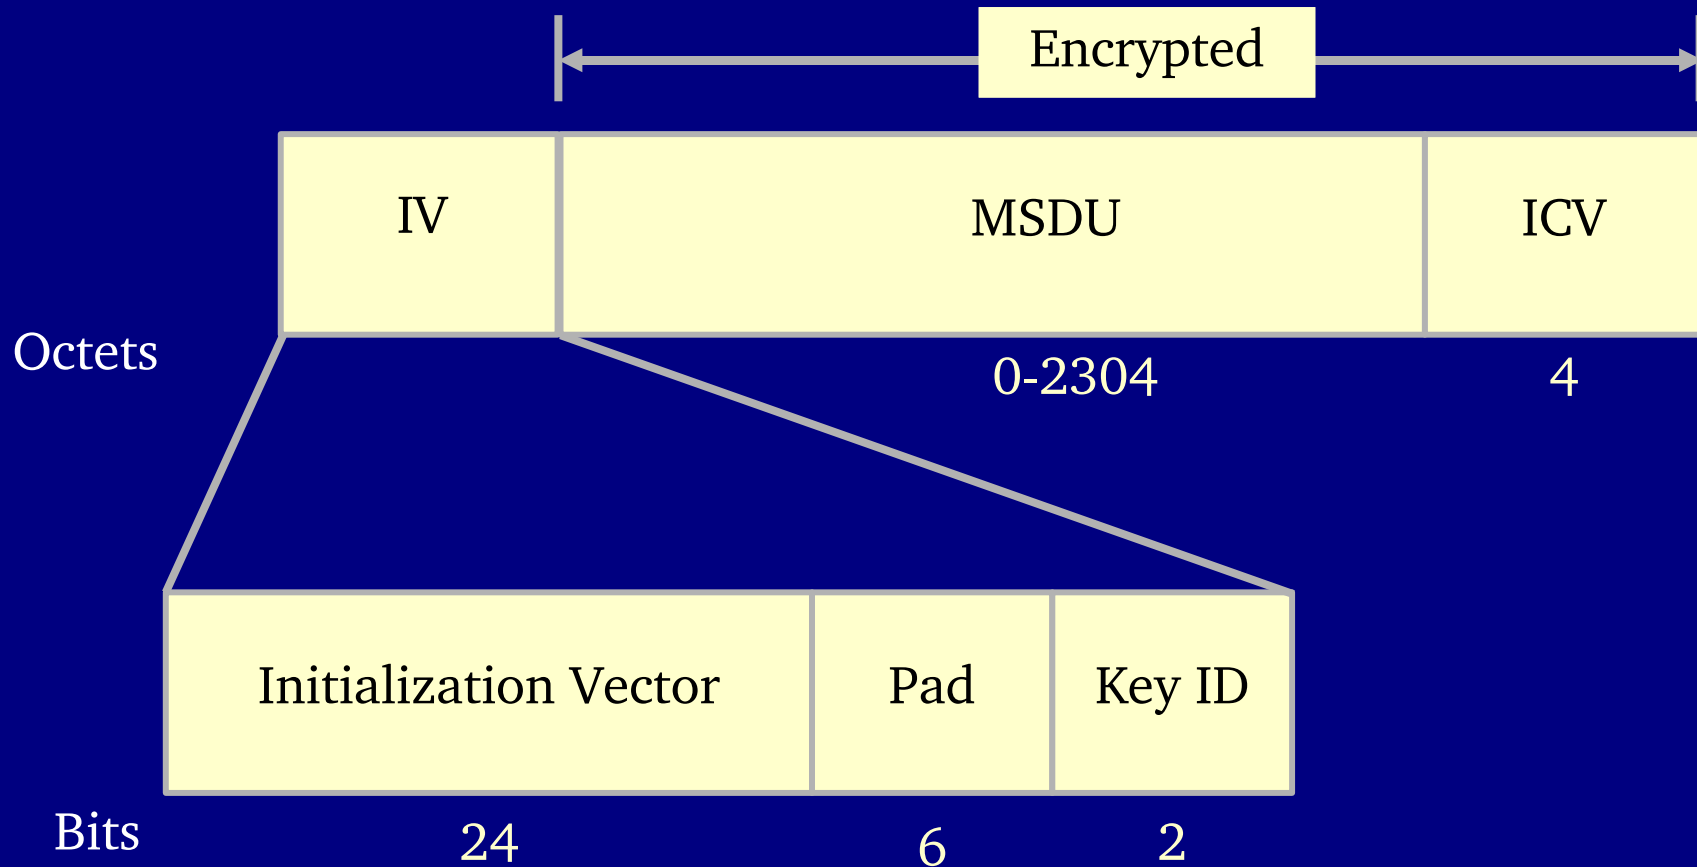 Encrypted
IV
MSDU
ICV
Octets
0-2304
4
Initialization Vector
Pad
Key ID
Bits
24
6
2